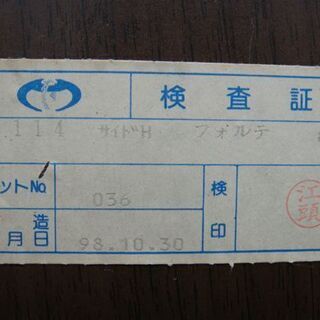 検査証
114 サイドH フォルテ
ットNo. 036 検印 江頭
造月日 98.10.30